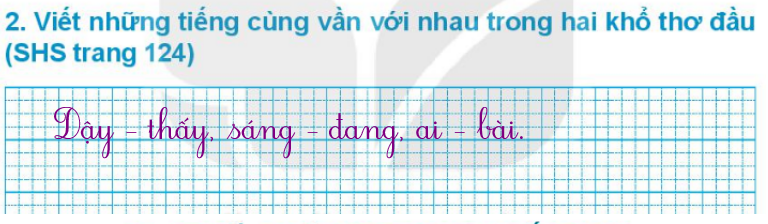 2. Viết những tiếng cùng vần với nhau trong hai khổ thơ đầu
(SHS trang 124)
Dậy – thấy, sáng – đang, ai – bài.